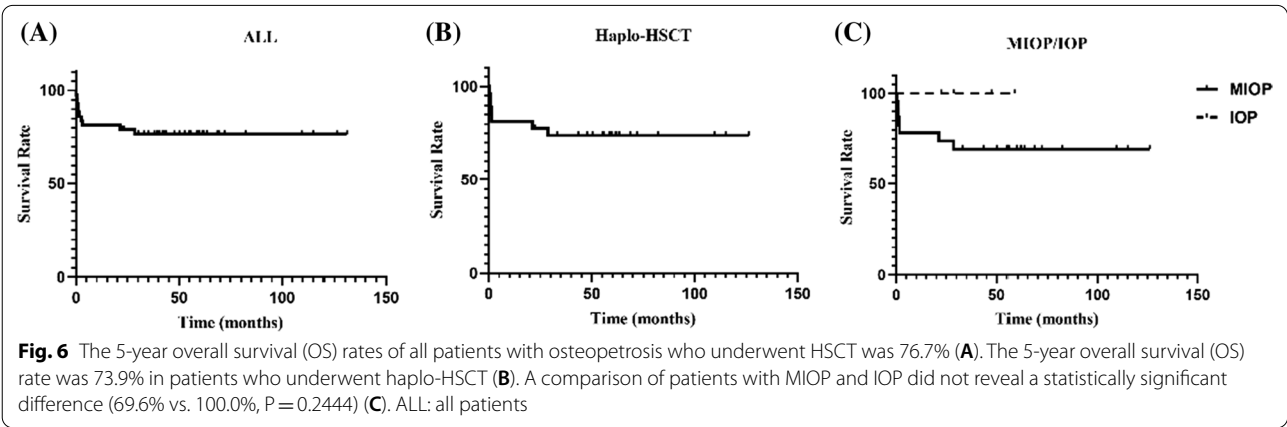 (A)
ALL
Survival Rate
100
50
0
0 50 100 150
Time (months)
(B)
Haplo-HSCT
Survival Rate
100
50
0
0 50 100 150
Time (months)
(C)
MIOP/IOP
Survival Rate
100
50
0
0 50 100 150
Time (months)
MIOP
IOP
Fig. 6 The 5-year overall survival (OS) rates of all patients with osteopetrosis who underwent HSCT was 76.7% (A). The 5-year overall survival (OS)
rate was 73.9% in patients who underwent haplo-HSCT (B). A comparison of patients with MIOP and IOP did not reveal a statistically significant
difference (69.6% vs. 100.0%, P = 0.2444) (C). ALL: all patients